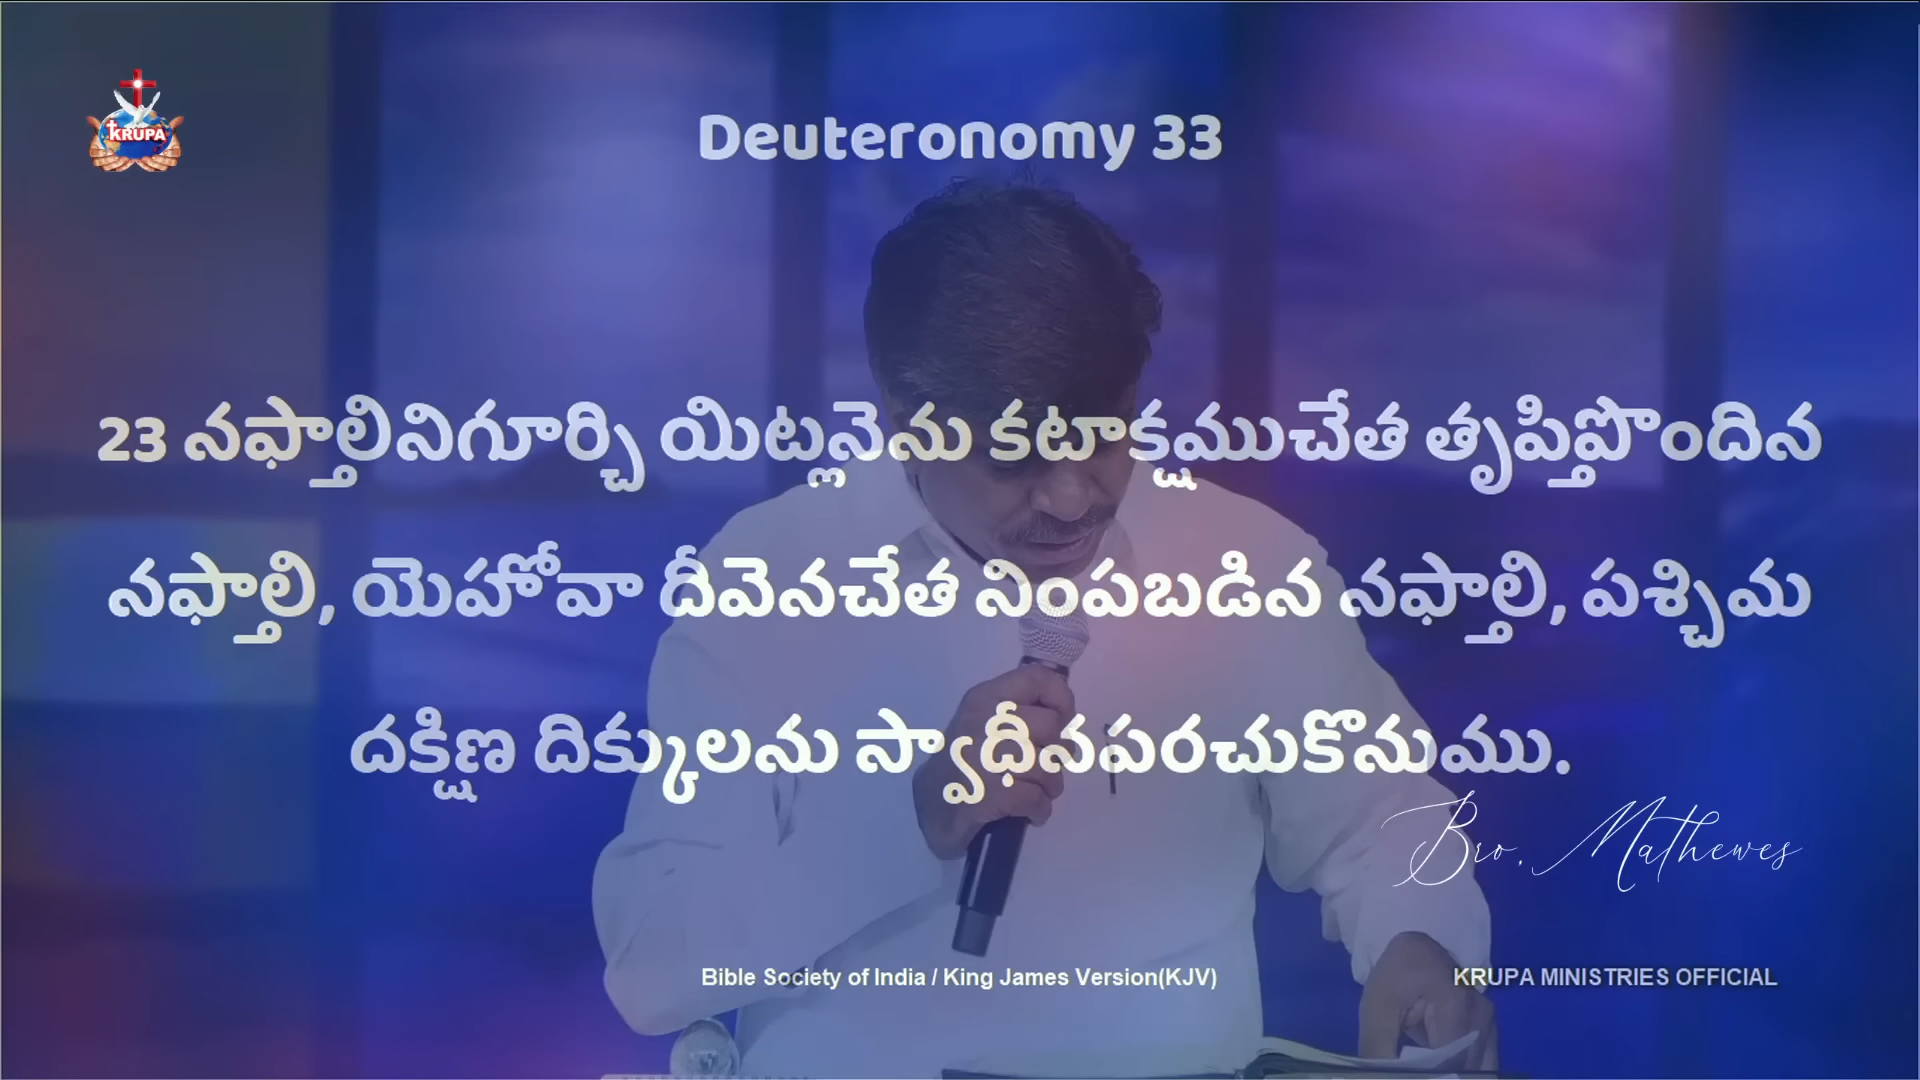 KRUPA
Deuteronomy 33
23 నఫ్తాలినిగూర్చి యిట్లనెను కటాక్షముచేత తృప్తిపొందిన
నఫ్తాలి, యెహోవా దీవెనచేత నింపబడిన నఫ్తాలి, పశ్చిమ
దక్షిణ దిక్కులను స్వాధీనపరచుకొనుము.
Bro. Mathewes
Bible Society of India / King James Version(KJV)
KRUPA MINISTRIES OFFICIAL